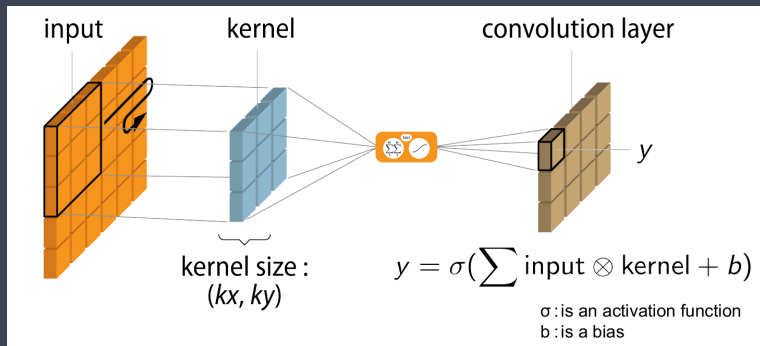 input
kernel
convolution layer
y
kernel size :
(kx, ky)
y = σ(∑ input ⊗ kernel + b)
σ : is an activation function
b : is a bias